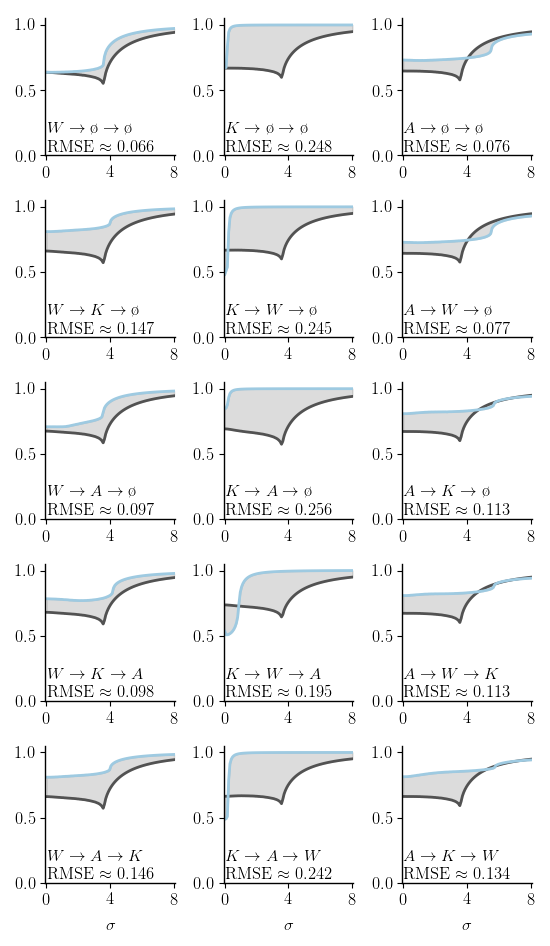 1.0
0.5
0.0
W → ø → ø
RMSE ≈ 0.066
0 4 8
K → ø → ø
RMSE ≈ 0.248
0 4 8
1.0
0.5
0.0
A → ø → ø
RMSE ≈ 0.076
0 4 8
1.0
0.5
0.0
W → K → ø
RMSE ≈ 0.147
0 4 8
1.0
0.5
0.0
K → W → ø
RMSE ≈ 0.245
0 4 8
1.0
0.5
0.0
A → W → ø
RMSE ≈ 0.077
0 4 8
1.0
0.5
0.0
W → A → ø
RMSE ≈ 0.097
0 4 8
1.0
0.5
0.0
K → A → ø
RMSE ≈ 0.256
0 4 8
1.0
0.5
0.0
A → K → ø
RMSE ≈ 0.113
0 4 8
1.0
0.5
0.0
W → K → A
RMSE ≈ 0.098
0 4 8
1.0
0.5
0.0
K → W → A
RMSE ≈ 0.195
0 4 8
1.0
0.5
0.0
A → W → K
RMSE ≈ 0.113
0 4 8
1.0
0.5
0.0
W → A → K
RMSE ≈ 0.146
0 4 8
σ
1.0
0.5
0.0
K → A → W
RMSE ≈ 0.242
0 4 8
σ
1.0
0.5
0.0
A → K → W
RMSE ≈ 0.134
0 4 8
σ
1.0
0.5
0.0